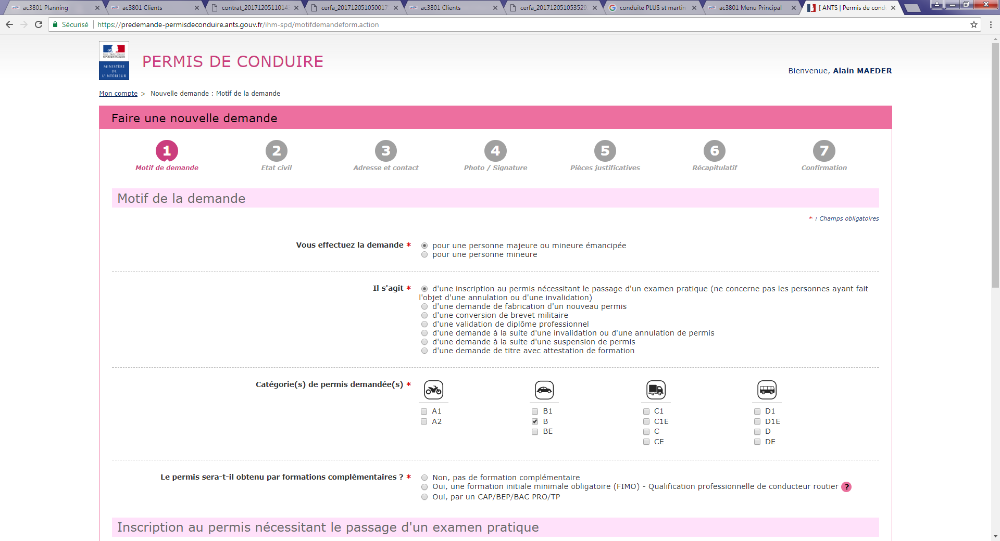 ac3801 Planning
ac3801 Clients
contrat_201712051101
cerfa_20171205105001
ac3801 Clients
cerfa_201712051053529
conduite PLUS st martin
ac3801 Menu Principal
[ ANTS | Permis de cond
Sécurisé
https://predemande-permisdeconduire.ants.gouv.fr/ihm-spd/motifdemandeform.action
RÉPUBLIQUE FRANÇAISE
MINISTÈRE
DE
L'INTÉRIEUR
PERMIS DE CONDUIRE
Bienvenue, Alain MAEDER
Mon compte > Nouvelle demande : Motif de la demande
Faire une nouvelle demande
1 2 3 4 5 6 7
Motif de demande Etat civil Adresse et contact Photo / Signature Pièces justificatives Récapitulatif Confirmation
Motif de la demande
* : Champs obligatoires
Vous effectuez la demande * pour une personne majeure ou mineure émancipée
pour une personne mineure
Il s'agit * d'une inscription au permis nécessitant le passage d'un examen pratique (ne concerne pas les personnes ayant fait
l'objet d'une annulation ou d'une invalidation)
d'une demande de fabrication d'un nouveau permis
d'une conversion de brevet militaire
d'une validation de diplôme professionnel
d'une demande à la suite d'une invalidation ou d'une annulation de permis
d'une demande à la suite d'une suspension de permis
d'une demande de titre avec attestation de formation
Catégorie(s) de permis demandée(s) *
A1 B1 C1 D1
A2 B C1E D1E
BE C D
CE DE
Le permis sera-t-il obtenu par formations complémentaires ? * Non, pas de formation complémentaire
Oui, une formation initiale minimale obligatoire (FIMO) - Qualification professionnelle de conducteur routier ?
Oui, par un CAP/BEP/BAC PRO/TP
Inscription au permis nécessitant le passage d'un examen pratique